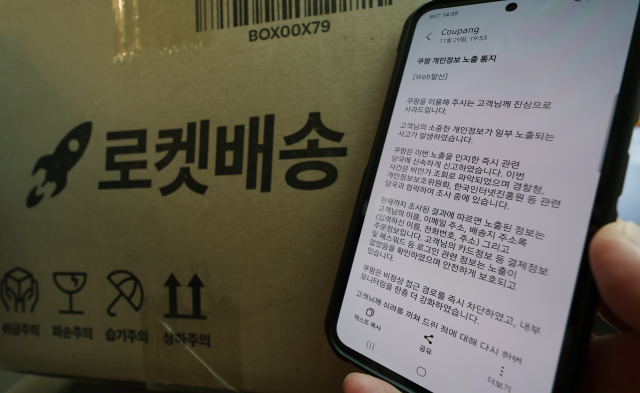 BOX00X79
로켓배송
취급주의
파손주의
습기주의
상하주의
SKT 14:39
Coupang
11월 29일, 19:53
쿠팡 개인정보 노출 통지
[Web발신]
쿠팡을 이용해 주시는 고객님께 진심으로
사과드립니다.
고객님의 소중한 개인정보가 일부 노출되는
사고가 발생하였습니다.
쿠팡은 이번 노출을 인지한 즉시 관련
당국에 신속하게 신고하였습니다. 이번
사건은 비인가 조회로 파악되었으며 경찰청,
개인정보보호위원회, 한국인터넷진흥원 등 관련
당국과 협력하여 조사 중에 있습니다.
현재까지 조사된 결과에 따르면 노출된 정보는
고객님의 이름, 이메일 주소, 배송지 주소록
(입력하신 이름, 전화번호, 주소) 그리고
주문정보입니다. 고객님의 카드정보 등 결제정보
및 패스워드 등 로그인 관련 정보는 노출이
없었음을 확인하였으며 안전하게 보호되고
있습니다.
쿠팡은 비정상 접근 경로를 즉시 차단하였고, 내부
모니터링을 한층 더 강화하였습니다.
고객님께 심려를 끼쳐 드린 점에 대해 다시 한번
텍스트 복사
공유
더보기